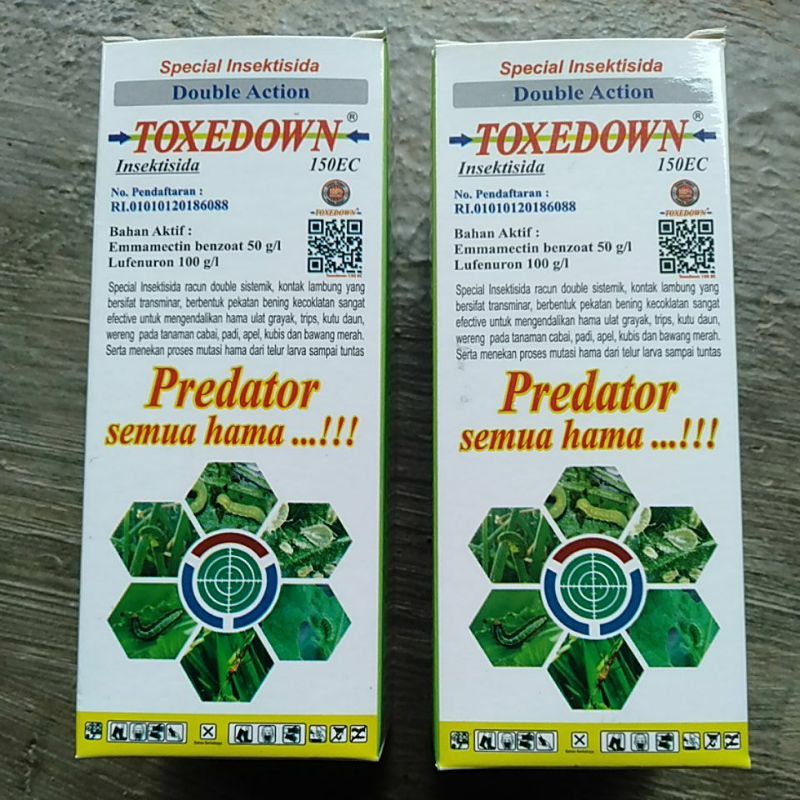 Special Insektisida
Double Action
TOXEDOWN®
Insektisida 150EC
No. Pendaftaran :
RI.01010120186088
TOXEDOWN
Bahan Aktif :
Emmamectin benzoat 50 g/l
Lufenuron 100 g/l
Special Insektisida racun double sistemik, kontak lambung yang
bersifat transminar, berbentuk pekatan bening kecoklatan sangat
efective untuk mengendalikan hama ulat grayak, trips, kutu daun,
wereng pada tanaman cabai, padi, apel, kubis dan bawang merah.
Serta menekan proses mutasi hama dari telur larva sampai tuntas
Predator
semua hama ...!!!
Special Insektisida
Double Action
TOXEDOWN®
Insektisida 150EC
No. Pendaftaran :
RI.01010120186088
TOXEDOWN
Bahan Aktif :
Emmamectin benzoat 50 g/l
Lufenuron 100 g/l
Special Insektisida racun double sistemik, kontak lambung yang
bersifat transminar, berbentuk pekatan bening kecoklatan sangat
efective untuk mengendalikan hama ulat grayak, trips, kutu daun,
wereng pada tanaman cabai, padi, apel, kubis dan bawang merah.
Serta menekan proses mutasi hama dari telur larva sampai tuntas
Predator
semua hama ...!!!